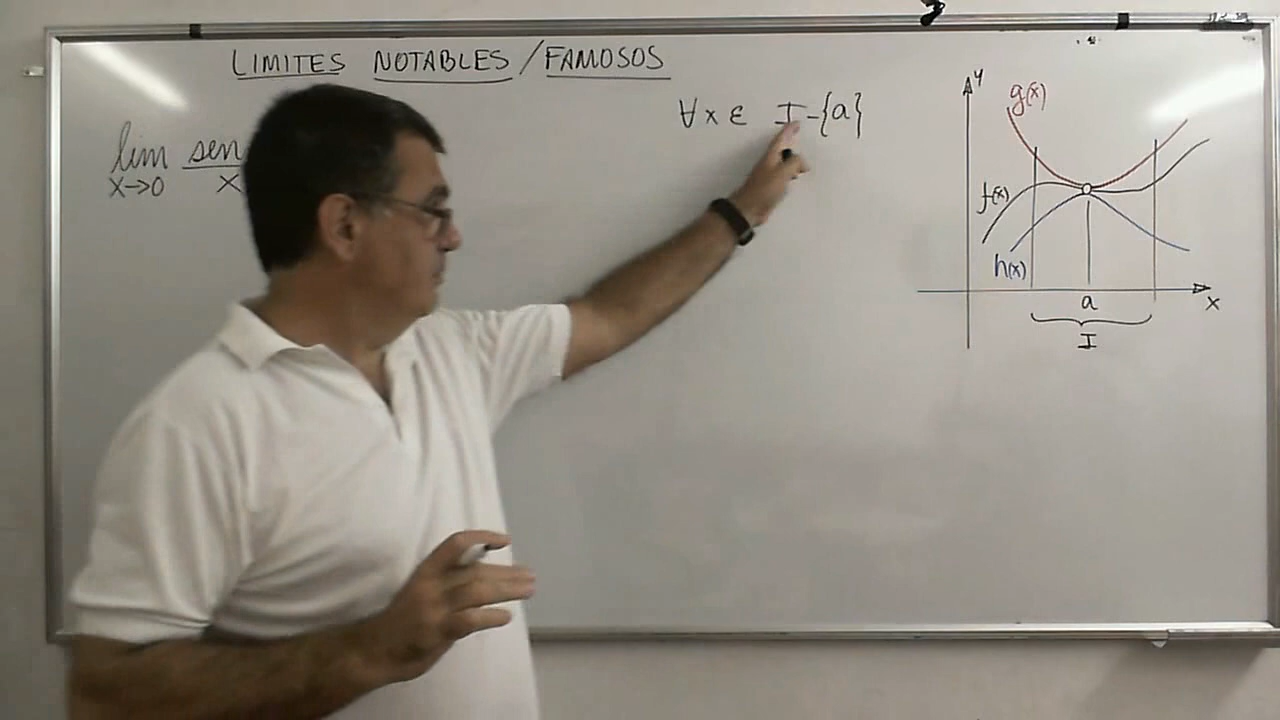 LIMITES NOTABLES / FAMOSOS
lim sen
x→0 x
∀ x ε I - {a}
y
g(x)
f(x)
h(x)
a
x
I